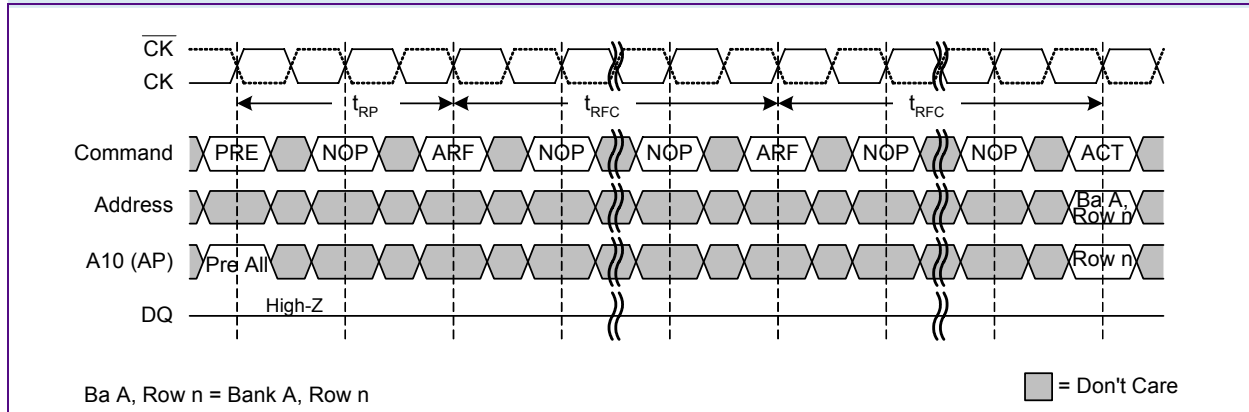 CK
CK
tRP tRFC tRFC
Command PRE NOP ARF NOP NOP ARF NOP NOP ACT
Address Ba A, Row n
A10 (AP) Pre All Row n
DQ High-Z
Ba A, Row n = Bank A, Row n
= Don't Care